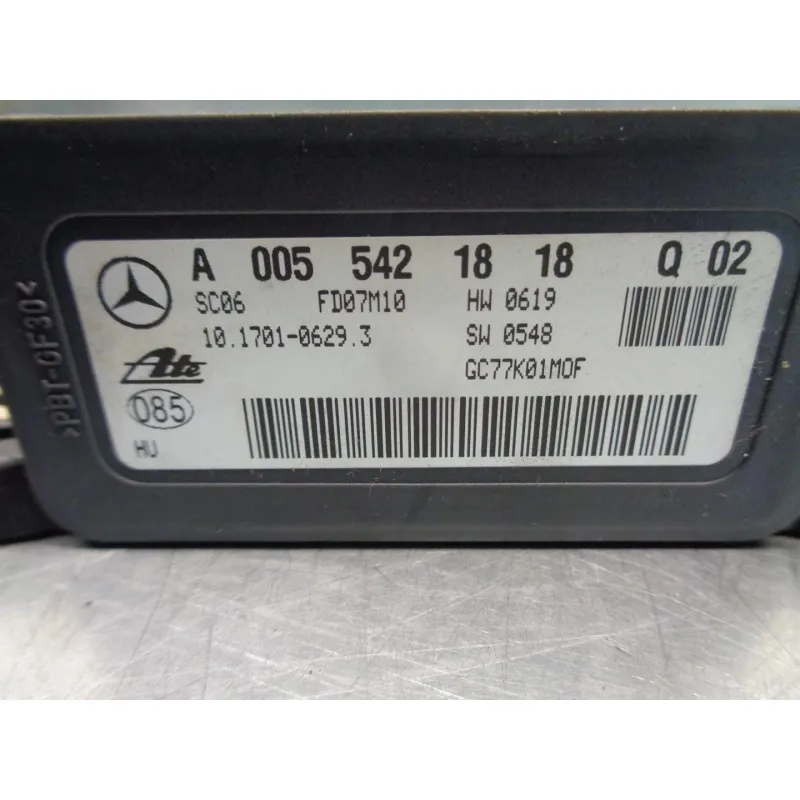 A 005 542 18 18 Q 02
SC06 FD07M10 HW 0619
10.1701-0629.3 SW 0548
Ate GC77K01MOF
085
HU
>PBT-GF30<